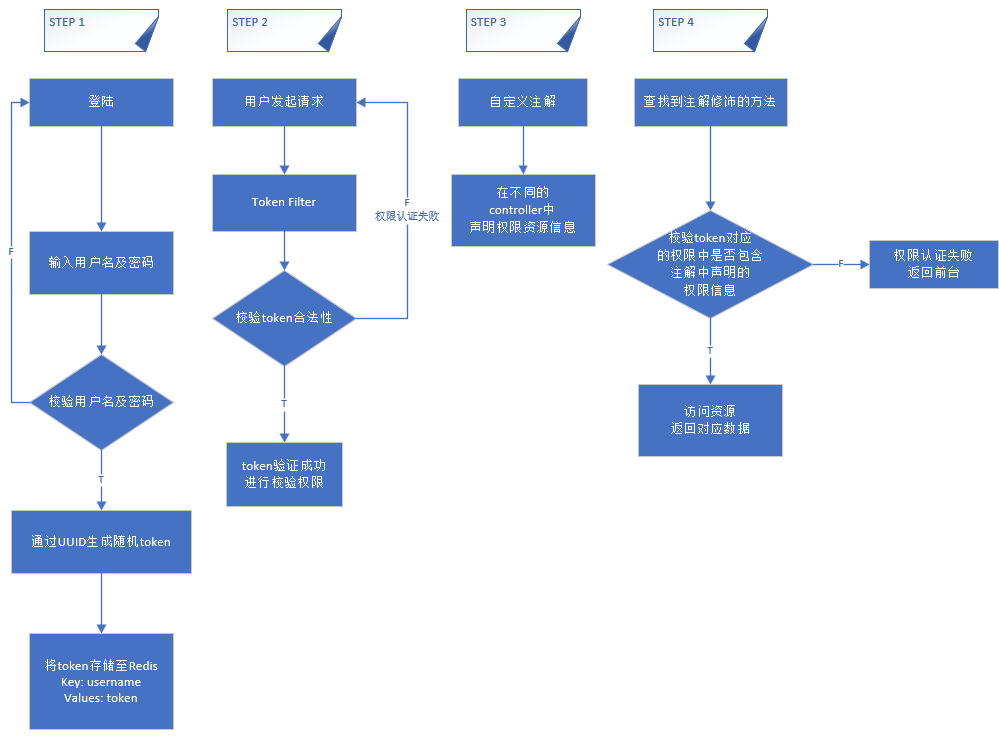 STEP 1
登陆
输入用户名及密码
校验用户名及密码
F
T
通过UUID生成随机token
将token存储至Redis
Key: username
Values: token
STEP 2
用户发起请求
Token Filter
校验token合法性
F
权限认证失败
T
token验证成功
进行校验权限
STEP 3
自定义注解
在不同的
controller中
声明权限资源信息
STEP 4
查找到注解修饰的方法
校验token对应
的权限中是否包含
注解中声明的
权限信息
F
权限认证失败
返回前台
T
访问资源
返回对应数据